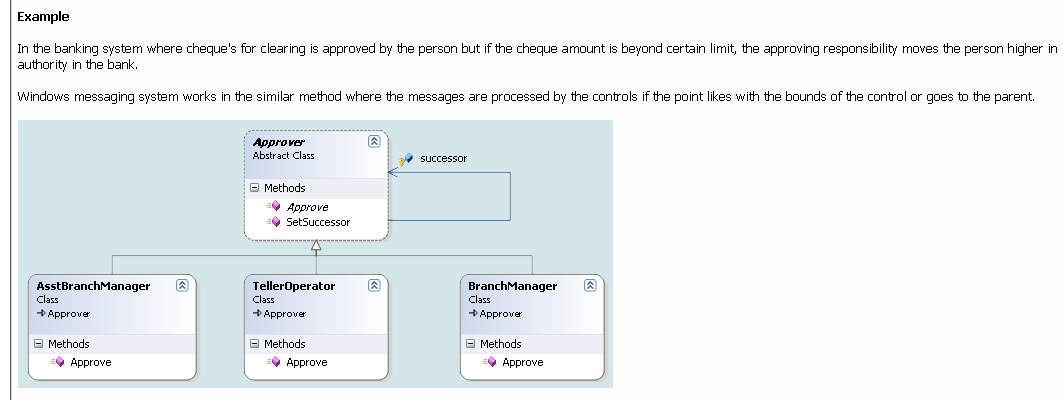 Example
In the banking system where cheque's for clearing is approved by the person but if the cheque amount is beyond certain limit, the approving responsibility moves the person higher in
authority in the bank.
Windows messaging system works in the similar method where the messages are processed by the controls if the point likes with the bounds of the control or goes to the parent.
Approver
Abstract Class
Methods
Approve
SetSuccessor
successor
AsstBranchManager
Class
Approver
Methods
Approve
TellerOperator
Class
Approver
Methods
Approve
BranchManager
Class
Approver
Methods
Approve